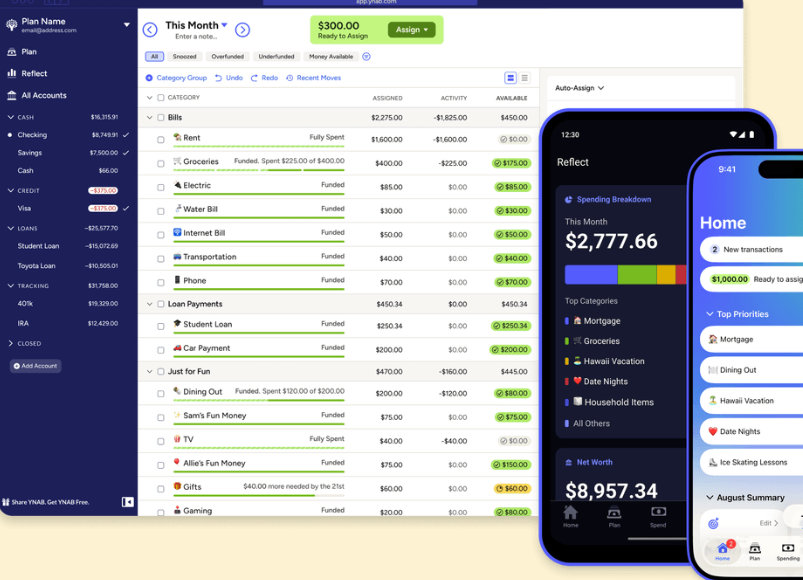 app.ynab.com
Plan Name
email@address.com
Plan
Reflect
All Accounts
CASH $16,315.91
Checking $8,749.91
Savings $7,500.00
Cash $66.00
CREDIT -$375.00
Visa -$375.00
LOANS -$25,577.70
Student Loan -$15,072.69
Toyota Loan -$10,505.01
TRACKING $31,758.00
401k $19,329.00
IRA $12,429.00
CLOSED
Add Account
Share YNAB. Get YNAB Free.
This Month
Enter a note...
$300.00
Ready to Assign
Assign
All Snoozed Overfunded Underfunded Money Available
Category Group Undo Redo Recent Moves
CATEGORY ASSIGNED ACTIVITY AVAILABLE
Bills $2,275.00 -$1,825.00 $450.00
Rent Fully Spent $1,600.00 -$1,600.00 $0.00
Groceries Funded. Spent $225.00 of $400.00 $400.00 -$225.00 $175.00
Electric Funded $85.00 $0.00 $85.00
Water Bill Funded $30.00 $0.00 $30.00
Internet Bill Funded $50.00 $0.00 $50.00
Transportation Funded $40.00 $0.00 $40.00
Phone Funded $70.00 $0.00 $70.00
Loan Payments $450.34 $0.00 $450.34
Student Loan Funded $250.34 $0.00 $250.34
Car Payment Funded $200.00 $0.00 $200.00
Just for Fun $470.00 -$160.00 $445.00
Dining Out Funded. Spent $120.00 of $200.00 $200.00 -$120.00 $80.00
Sam's Fun Money Funded $75.00 $0.00 $75.00
TV Fully Spent $40.00 -$40.00 $0.00
Allie's Fun Money Funded $75.00 $0.00 $150.00
Gifts $40.00 more needed by the 21st $60.00 $0.00 $60.00
Gaming Funded $20.00 $0.00 $80.00
Auto-Assign
12:30
Reflect
Spending Breakdown
This Month
$2,777.66
Top Categories
Mortgage
Groceries
Hawaii Vacation
Date Nights
Household Items
All Others
Net Worth
$8,957.34
Home Plan Spend
9:41
Home
2 New transactions
$1,000.00 Ready to assig
Top Priorities
Mortgage
Dining Out
Hawaii Vacation
Date Nights
Ice Skating Lessons
August Summary
Edit
2
Home Plan Spending